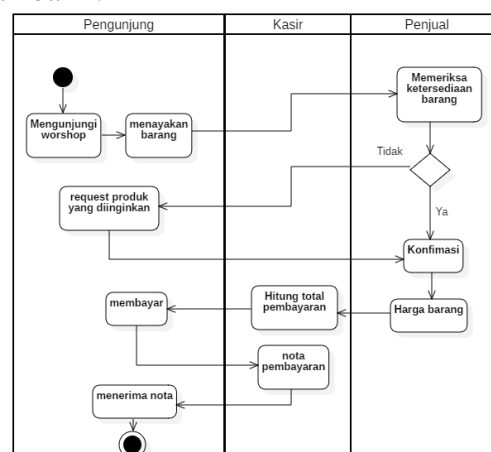 Pengunjung
Kasir
Penjual
Memeriksa
ketersediaan
barang
Mengunjungi
worshop
menayakan
barang
Tidak
request produk
yang diinginkan
Ya
Konfimasi
Hitung total
pembayaran
membayar
Harga barang
nota
pembayaran
menerima nota